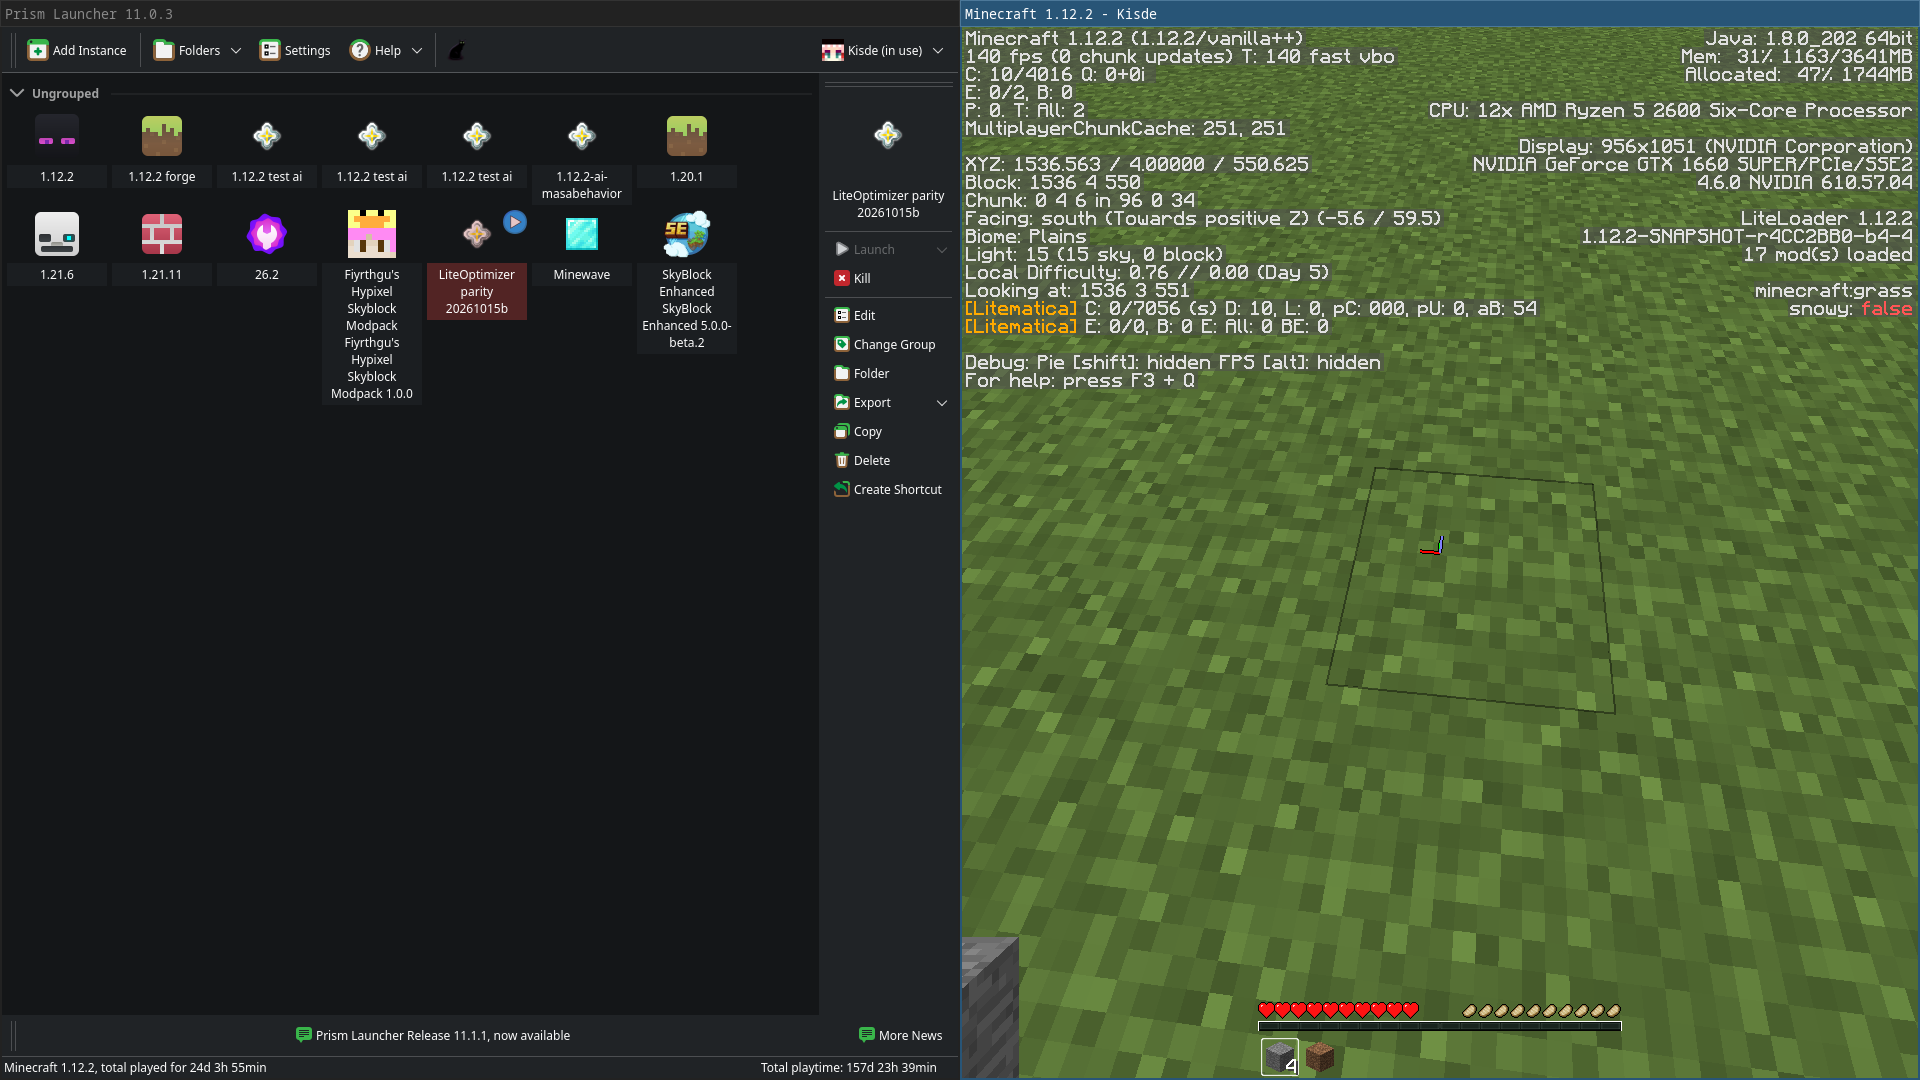 Prism Launcher 11.0.3
Add Instance
Folders
Settings
Help
Kisde (in use)
Ungrouped
1.12.2
1.12.2 forge
1.12.2 test ai
1.12.2 test ai
1.12.2 test ai
1.12.2-ai-
masabehavior
1.20.1
1.21.6
1.21.11
26.2
Fiyrthgu's
Hypixel
Skyblock
Modpack
Fiyrthgu's
Hypixel
Skyblock
Modpack 1.0.0
LiteOptimizer
parity
20261015b
Minewave
SkyBlock
Enhanced
SkyBlock
Enhanced 5.0.0-
beta.2
LiteOptimizer parity
20261015b
Launch
Kill
Edit
Change Group
Folder
Export
Copy
Delete
Create Shortcut
Prism Launcher Release 11.1.1, now available
More News
Minecraft 1.12.2, total played for 24d 3h 55min
Total playtime: 157d 23h 39min
Minecraft 1.12.2 - Kisde
Minecraft 1.12.2 (1.12.2/vanilla++)
140 fps (0 chunk updates) T: 140 fast vbo
C: 10/4016 Q: 0+0i
E: 0/2, B: 0
P: 0. T: All: 2
MultiplayerChunkCache: 251, 251
XYZ: 1536.563 / 4.00000 / 550.625
Block: 1536 4 550
Chunk: 0 4 6 in 96 0 34
Facing: south (Towards positive Z) (-5.6 / 59.5)
Biome: Plains
Light: 15 (15 sky, 0 block)
Local Difficulty: 0.76 // 0.00 (Day 5)
Looking at: 1536 3 551
[Litematica] C: 0/7056 (s) D: 10, L: 0, pC: 000, pU: 0, aB: 54
[Litematica] E: 0/0, B: 0 E: All: 0 BE: 0
Debug: Pie [shift]: hidden FPS [alt]: hidden
For help: press F3 + Q
Java: 1.8.0_202 64bit
Mem: 31% 1163/3641MB
Allocated: 47% 1744MB
CPU: 12x AMD Ryzen 5 2600 Six-Core Processor
Display: 956x1051 (NVIDIA Corporation)
NVIDIA GeForce GTX 1660 SUPER/PCIe/SSE2
4.6.0 NVIDIA 610.57.04
LiteLoader 1.12.2
1.12.2-SNAPSHOT-r4CC2BB0-b4-4
17 mod(s) loaded
minecraft:grass
snowy: false
4